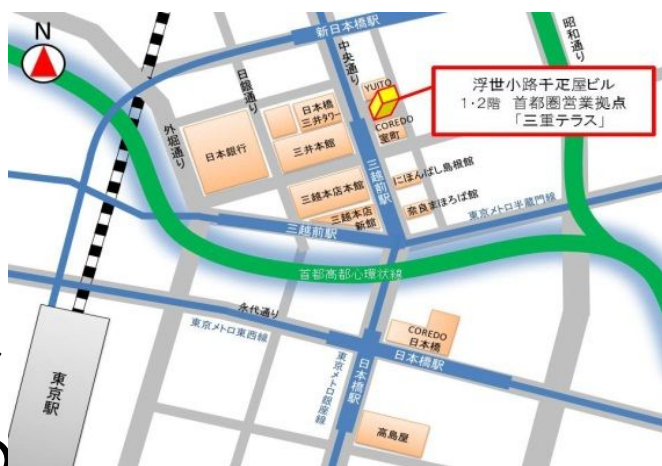 N
新日本橋駅
中央通り
昭和通り
日銀通り
外堀通り
YUITO
浮世小路千疋屋ビル
1・2階 首都圏営業拠点
「三重テラス」
日本橋
三井タワー
COREDO
室町
日本銀行
三井本館
三越前駅
にほんばし島根館
三越本店本館
三越本店
新館
奈良まほろば館
東京メトロ半蔵門線
三越前駅
首都高都心環状線
永代通り
東京メトロ東西線
COREDO
日本橋
日本橋駅
東京メトロ銀座線
日本橋駅
東京駅
高島屋